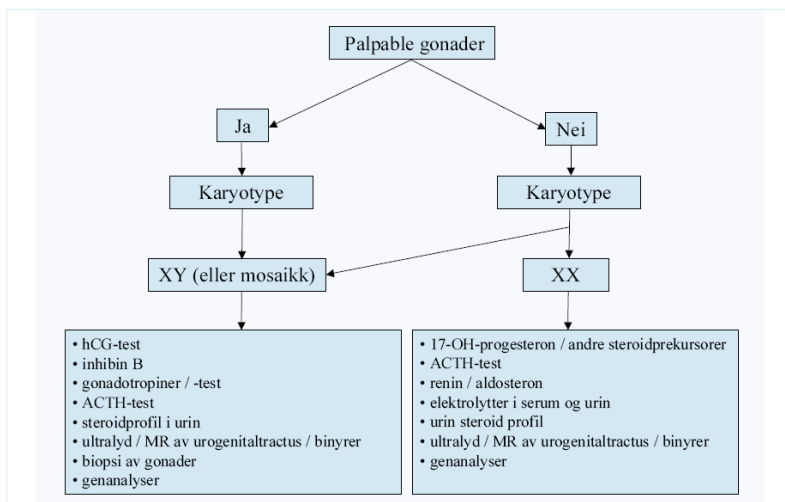 Palpable gonader
Ja
Nei
Karyotype
Karyotype
XY (eller mosaikk)
XX
• hCG-test
• inhibin B
• gonadotropiner / -test
• ACTH-test
• steroidprofil i urin
• ultralyd / MR av urogenitaltractus / binyrer
• biopsi av gonader
• genanalyser
• 17-OH-progesteron / andre steroidprekursorer
• ACTH-test
• renin / aldosteron
• elektrolytter i serum og urin
• urin steroid profil
• ultralyd / MR av urogenitaltractus / binyrer
• genanalyser